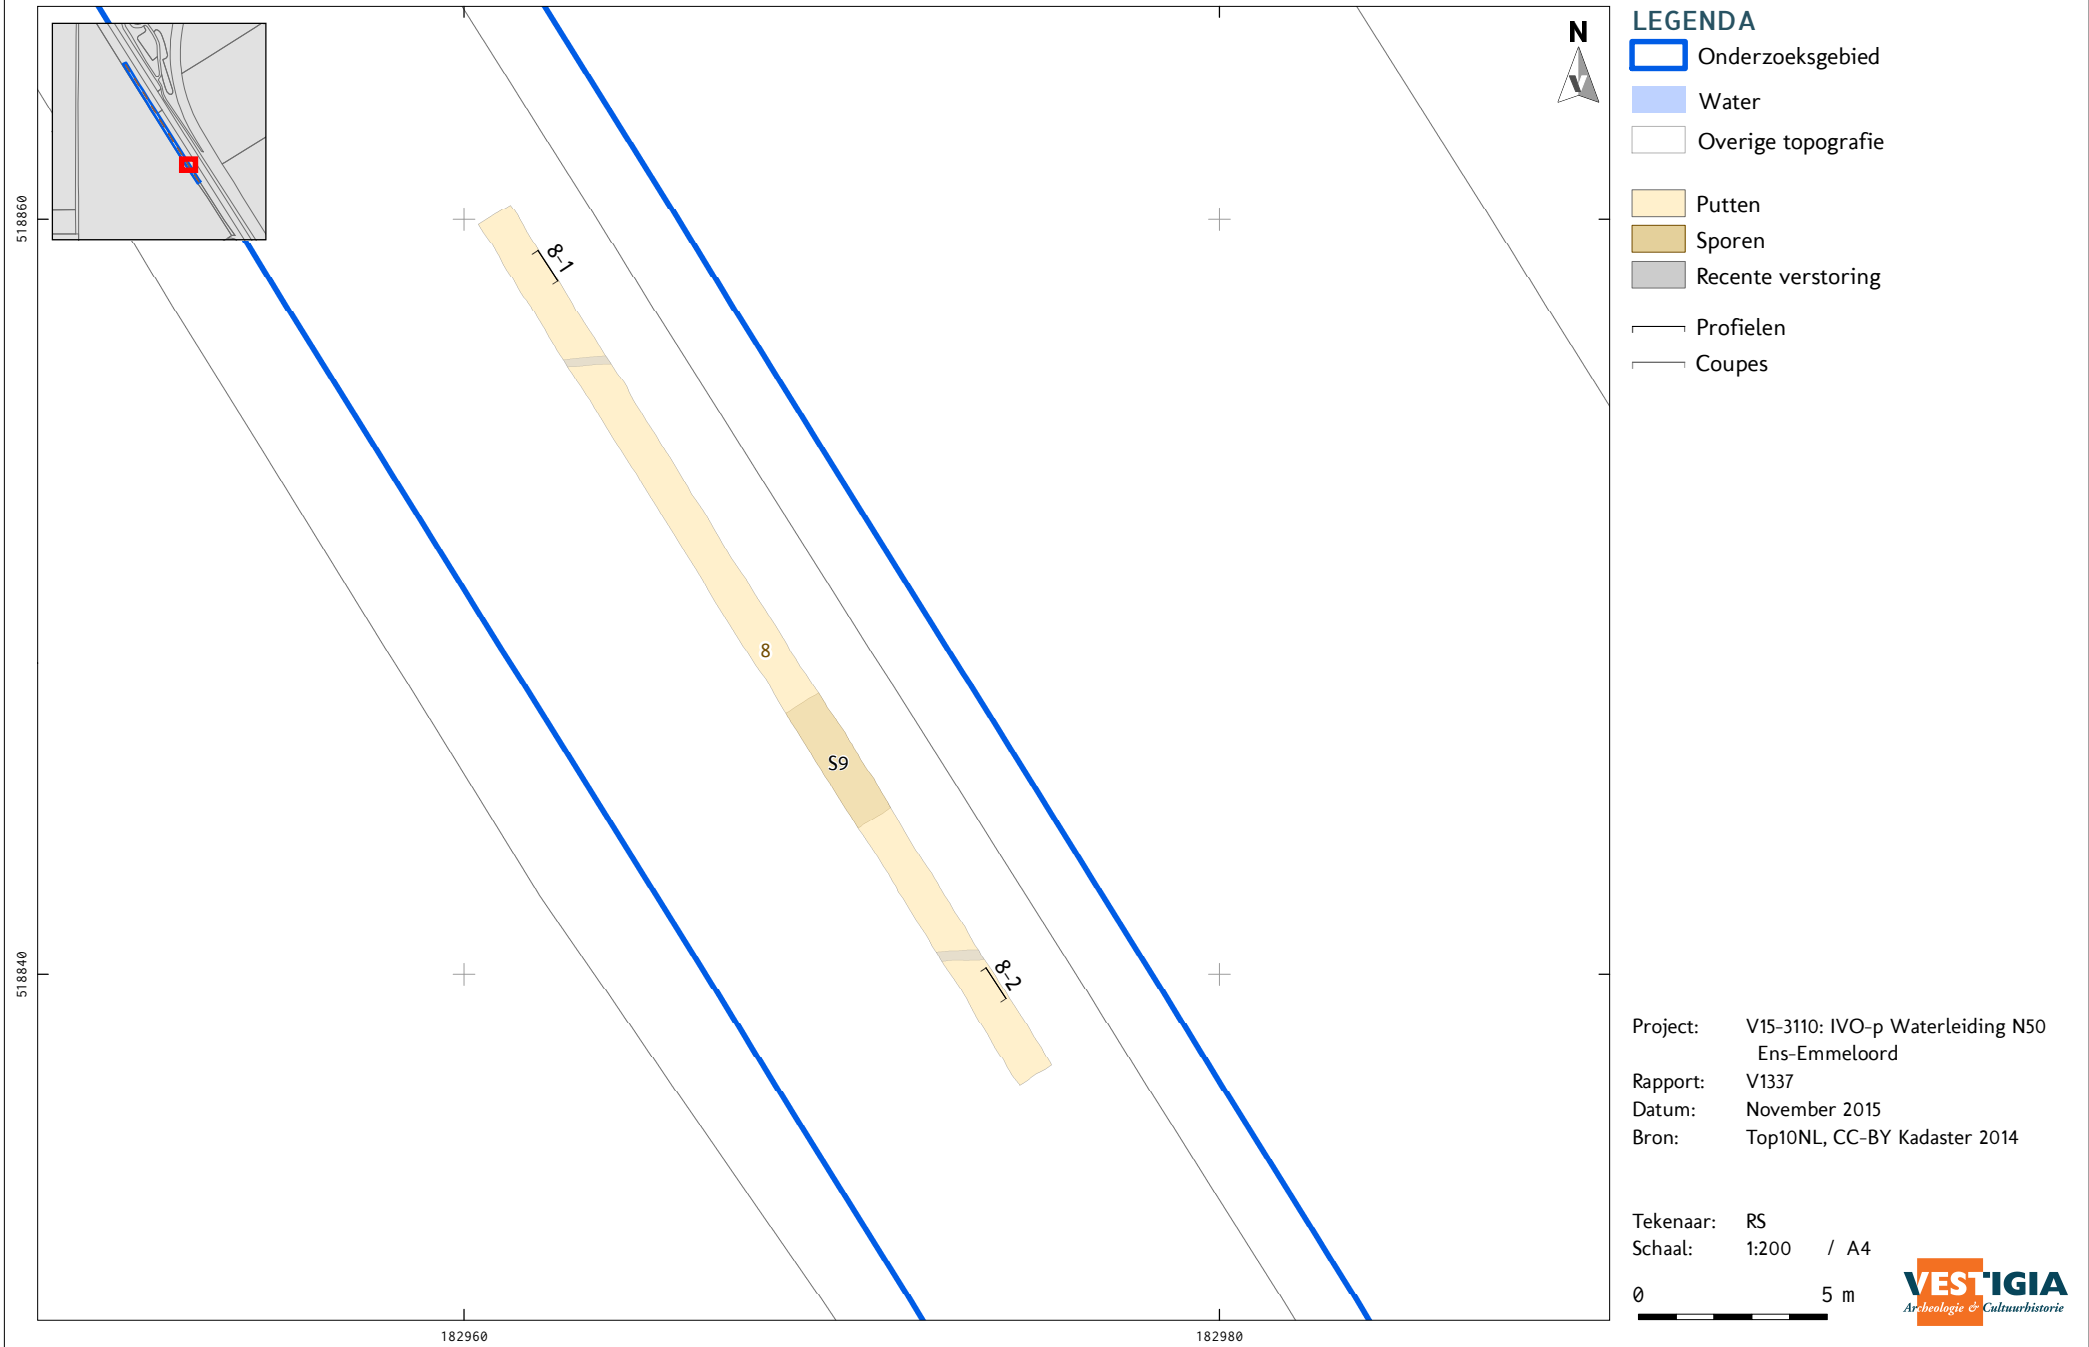 N
518860
518840
182960
182980
8-1
8
S9
8-2
LEGENDA
Onderzoeksgebied
Water
Overige topografie
Putten
Sporen
Recente verstoring
Profielen
Coupes
Project: V15-3110: IVO-p Waterleiding N50
Ens-Emmeloord
Rapport: V1337
Datum: November 2015
Bron: Top10NL, CC-BY Kadaster 2014
Tekenaar: RS
Schaal: 1:200 / A4
0 5 m
VESTIGIA
Archeologie & Cultuurhistorie